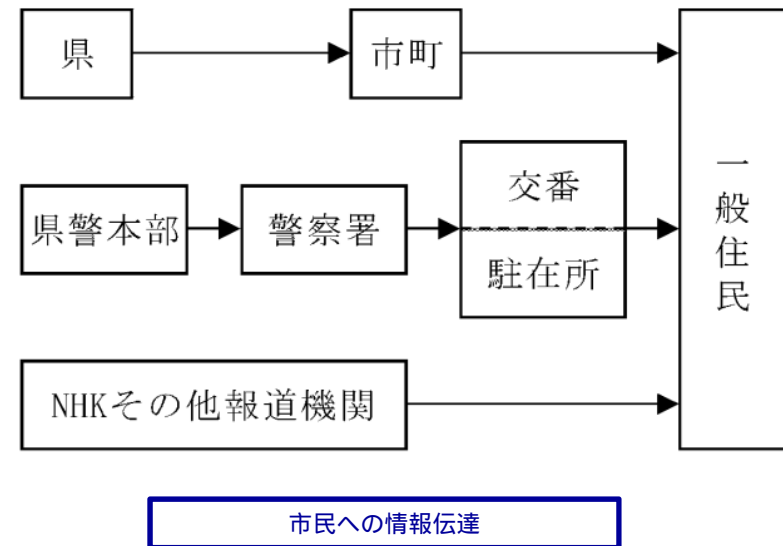 県
市町
県警本部
警察署
交番
駐在所
NHKその他報道機関
一般住民
市民への情報伝達